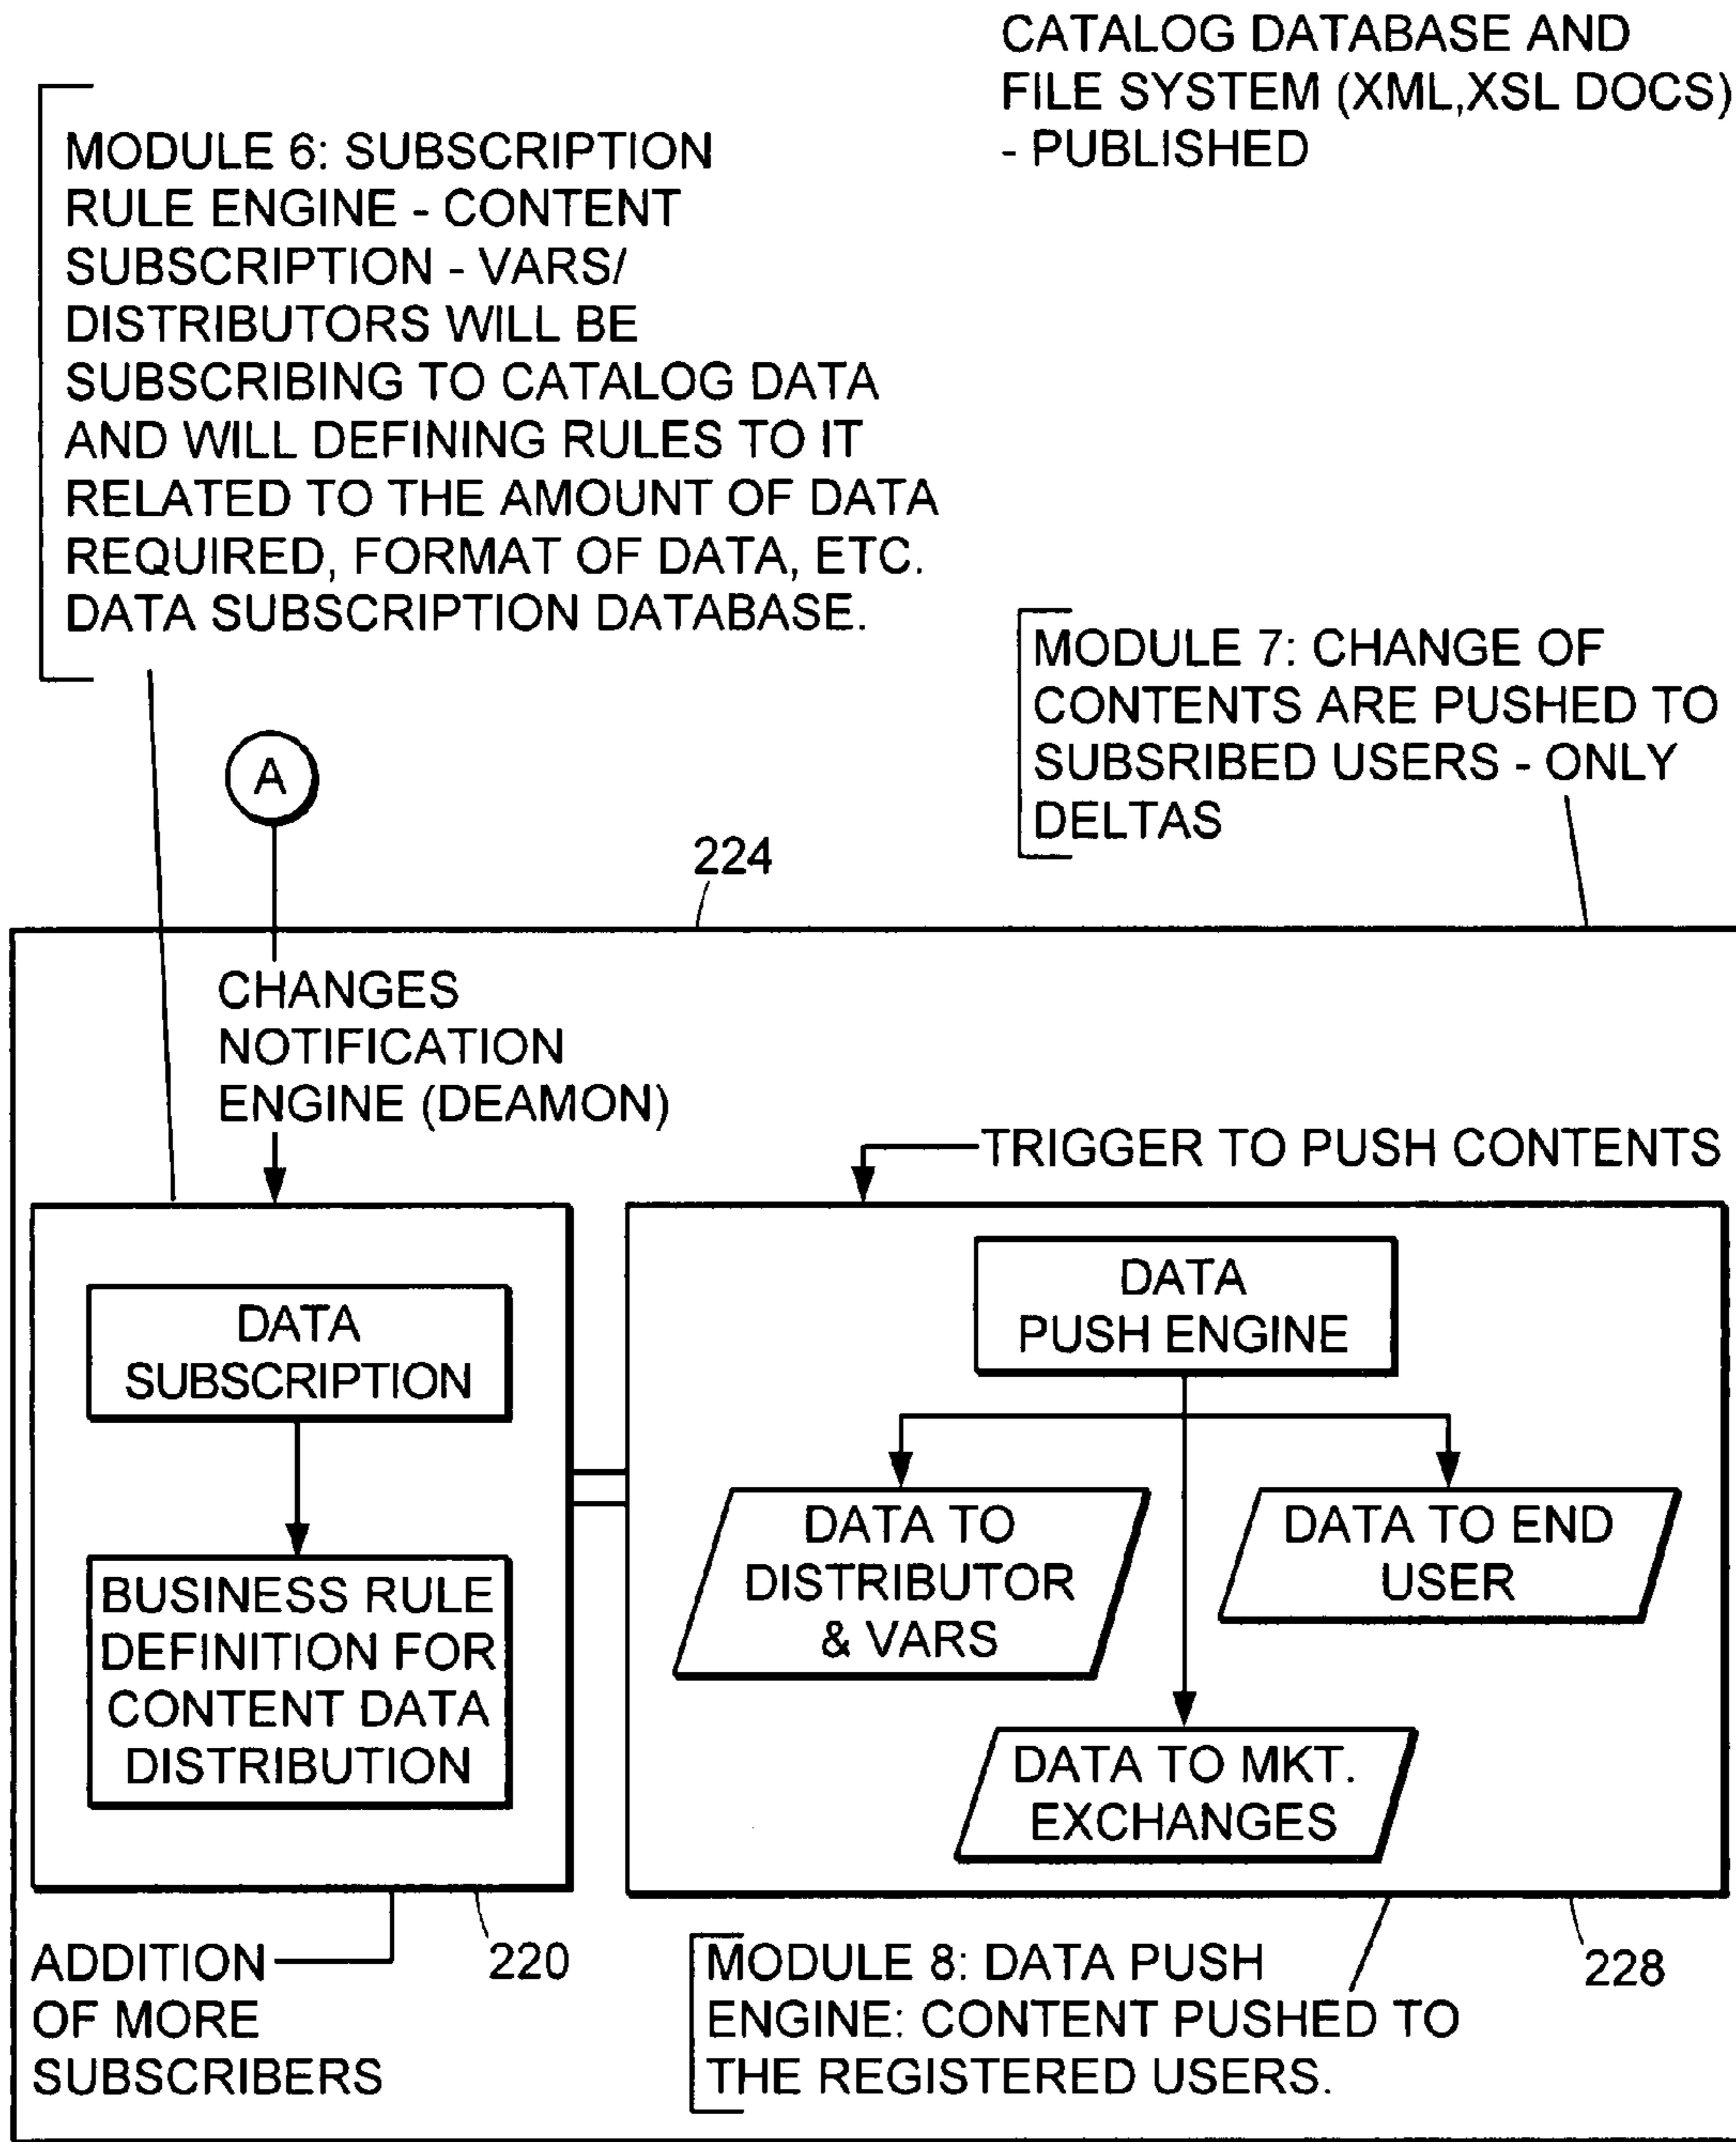 CATALOG DATABASE AND
FILE SYSTEM (XML,XSL DOCS)
- PUBLISHED
MODULE 6: SUBSCRIPTION
RULE ENGINE - CONTENT
SUBSCRIPTION - VARS/
DISTRIBUTORS WILL BE
SUBSCRIBING TO CATALOG DATA
AND WILL DEFINING RULES TO IT
RELATED TO THE AMOUNT OF DATA
REQUIRED, FORMAT OF DATA, ETC.
DATA SUBSCRIPTION DATABASE.
MODULE 7: CHANGE OF
CONTENTS ARE PUSHED TO
SUBSRIBED USERS - ONLY
DELTAS
A
224
CHANGES
NOTIFICATION
ENGINE (DEAMON)
TRIGGER TO PUSH CONTENTS
DATA
SUBSCRIPTION
BUSINESS RULE
DEFINITION FOR
CONTENT DATA
DISTRIBUTION
DATA
PUSH ENGINE
DATA TO
DISTRIBUTOR
& VARS
DATA TO END
USER
DATA TO MKT.
EXCHANGES
ADDITION
OF MORE
SUBSCRIBERS
220
MODULE 8: DATA PUSH
ENGINE: CONTENT PUSHED TO
THE REGISTERED USERS.
228